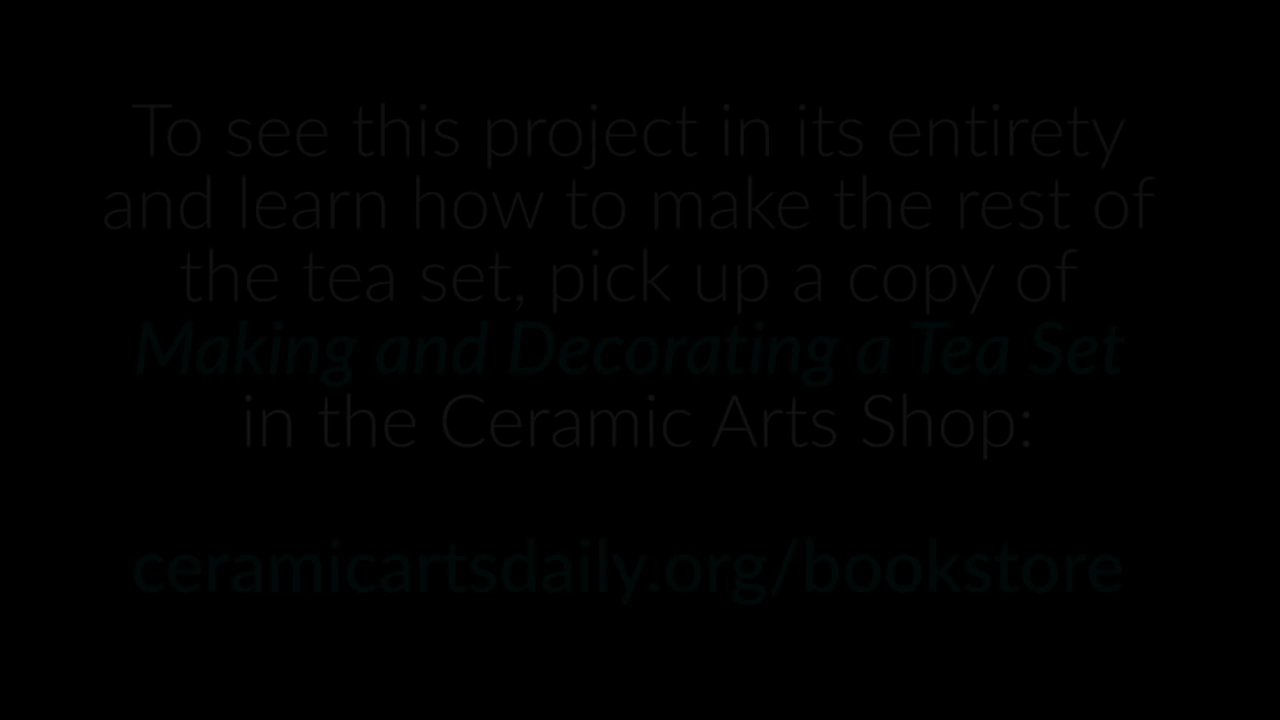 To see this project in its entirety
and learn how to make the rest of
the tea set, pick up a copy of
Making and Decorating a Tea Set
in the Ceramic Arts Shop:
ceramicartsdaily.org/bookstore